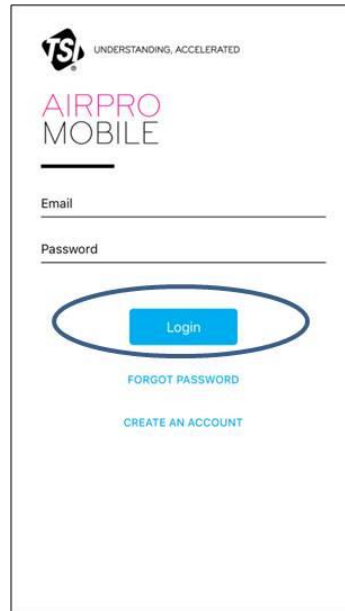 TSI UNDERSTANDING, ACCELERATED
®
AIRPRO
MOBILE
Email
Password
Login
FORGOT PASSWORD
CREATE AN ACCOUNT